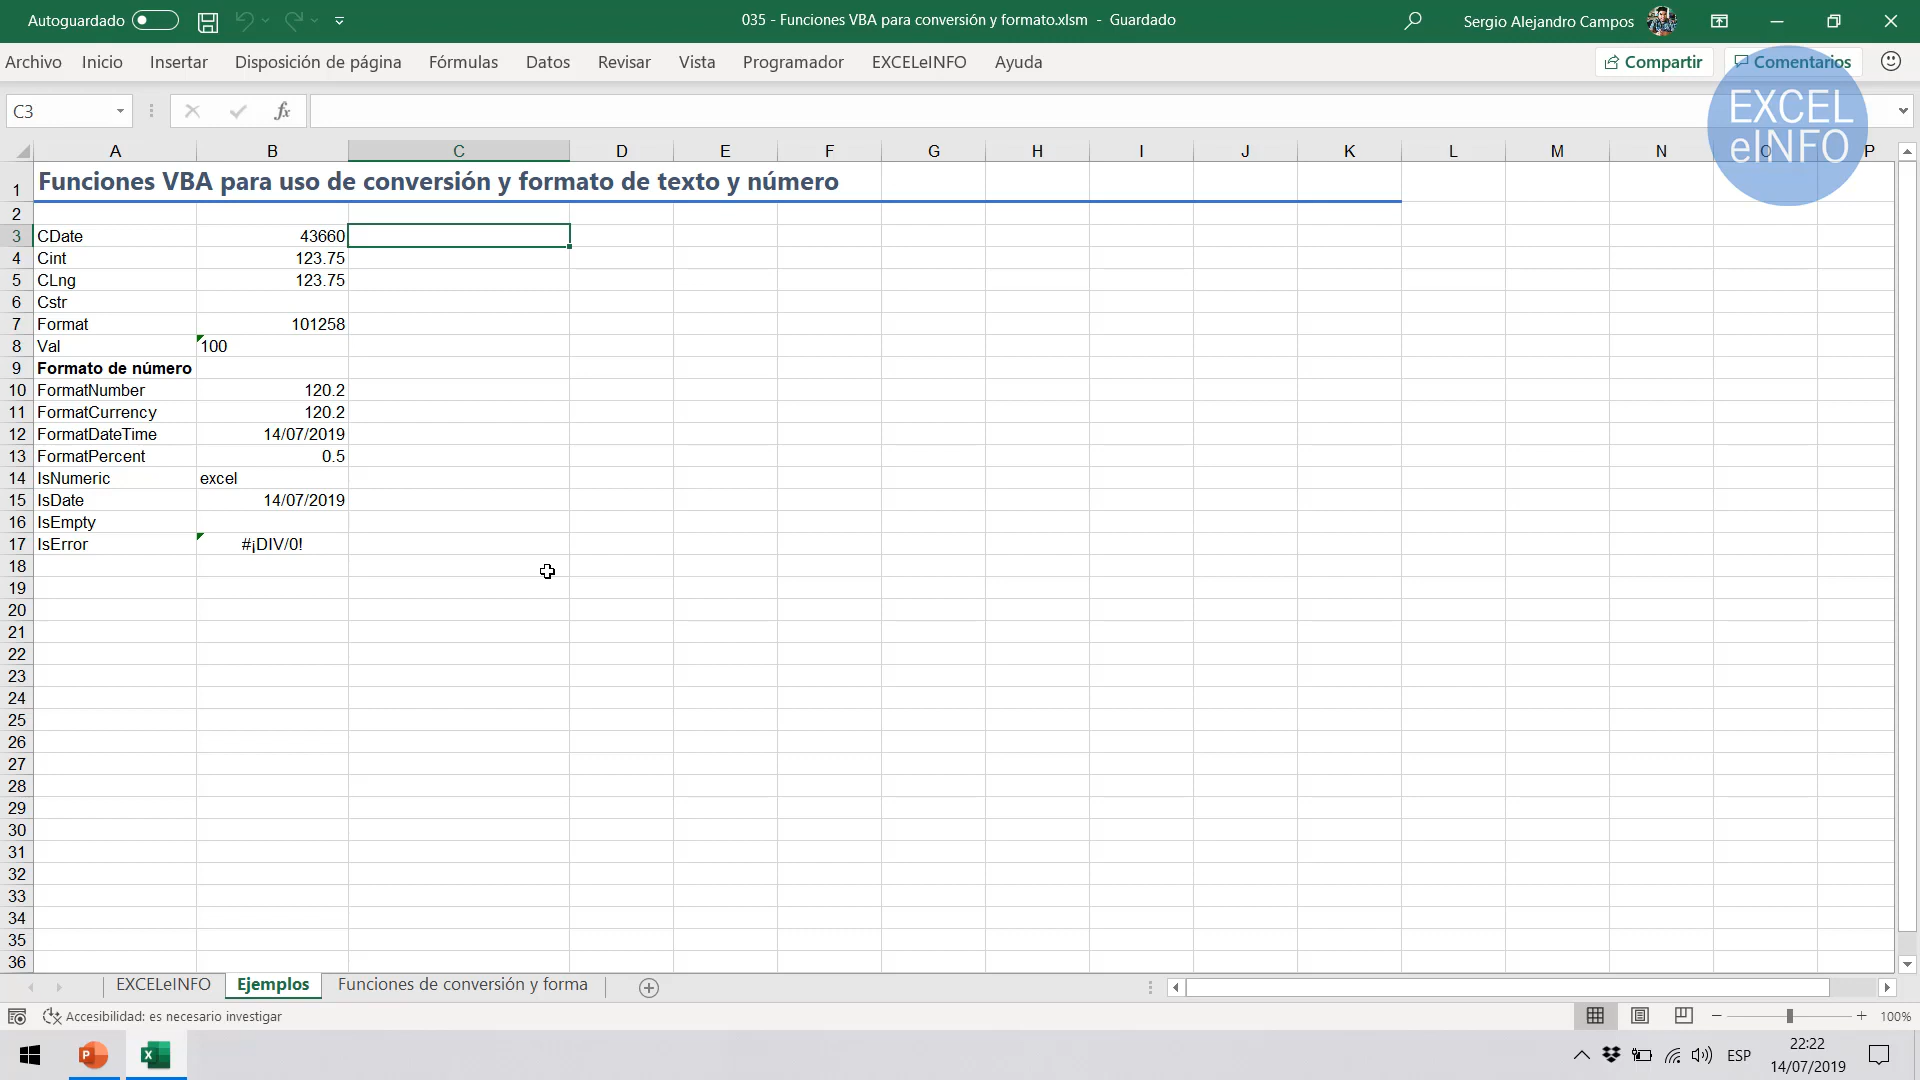 Autoguardado
035 - Funciones VBA para conversión y formato.xlsm - Guardado
Sergio Alejandro Campos
Archivo Inicio Insertar Disposición de página Fórmulas Datos Revisar Vista Programador EXCELeINFO Ayuda Compartir Comentarios
EXCEL
eINFO
C3 fx
A B C D E F G H I J K L M N O P
1 Funciones VBA para uso de conversión y formato de texto y número
2
3 CDate 43660
4 Cint 123.75
5 CLng 123.75
6 Cstr
7 Format 101258
8 Val 100
9 Formato de número
10 FormatNumber 120.2
11 FormatCurrency 120.2
12 FormatDateTime 14/07/2019
13 FormatPercent 0.5
14 IsNumeric excel
15 IsDate 14/07/2019
16 IsEmpty
17 IsError #¡DIV/0!
18
19
20
21
22
23
24
25
26
27
28
29
30
31
32
33
34
35
36
EXCELeINFO Ejemplos Funciones de conversión y forma
Accesibilidad: es necesario investigar 100%
P X ESP 22:22
14/07/2019